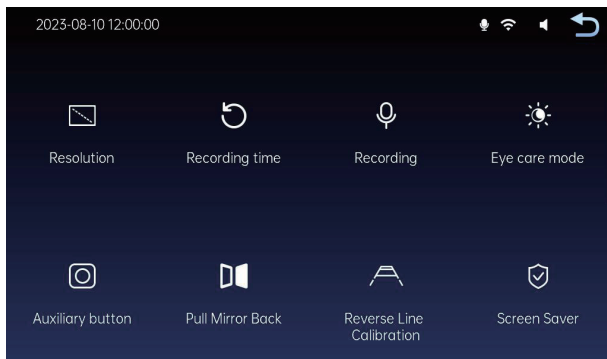 2023-08-10 12:00:00
Resolution
Recording time
Recording
Eye care mode
Auxiliary button
Pull Mirror Back
Reverse Line
Calibration
Screen Saver